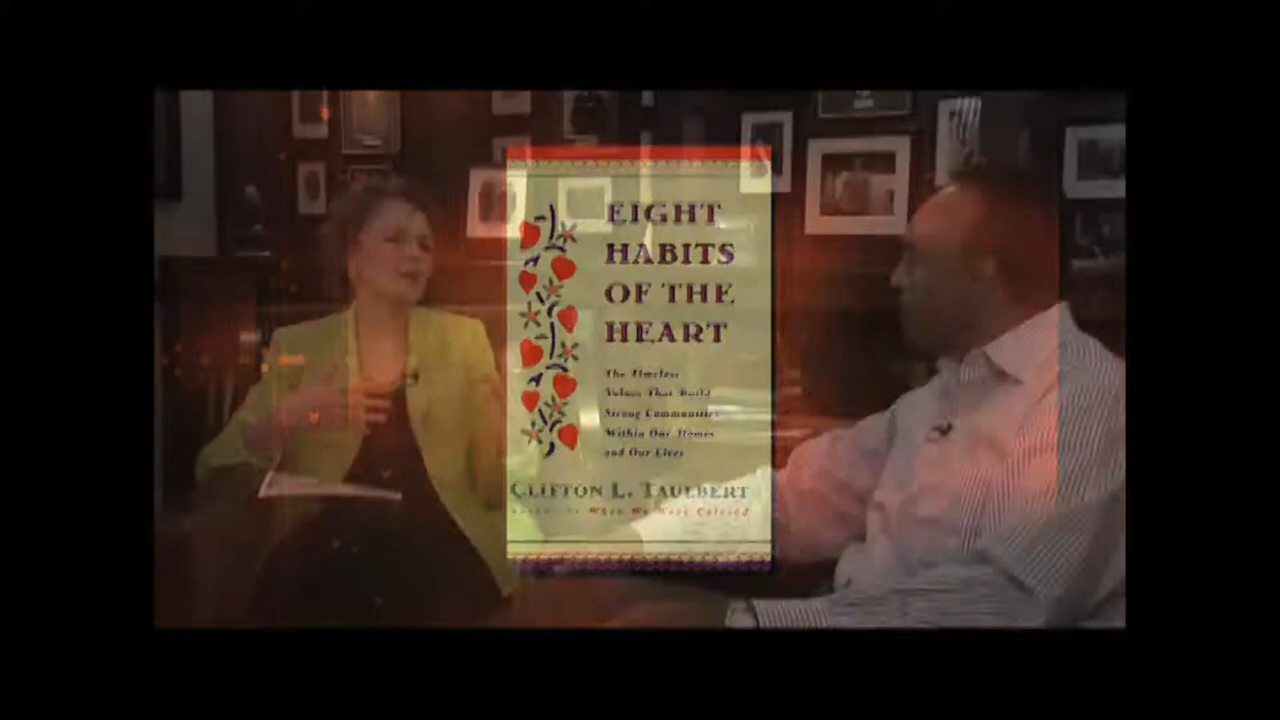 EIGHT
HABITS
OF THE
HEART
The Timeless
Values That Build
Strong Communities
Within Our Homes
and Our Lives
CLIFTON L. TAULBERT
When We Were Colored